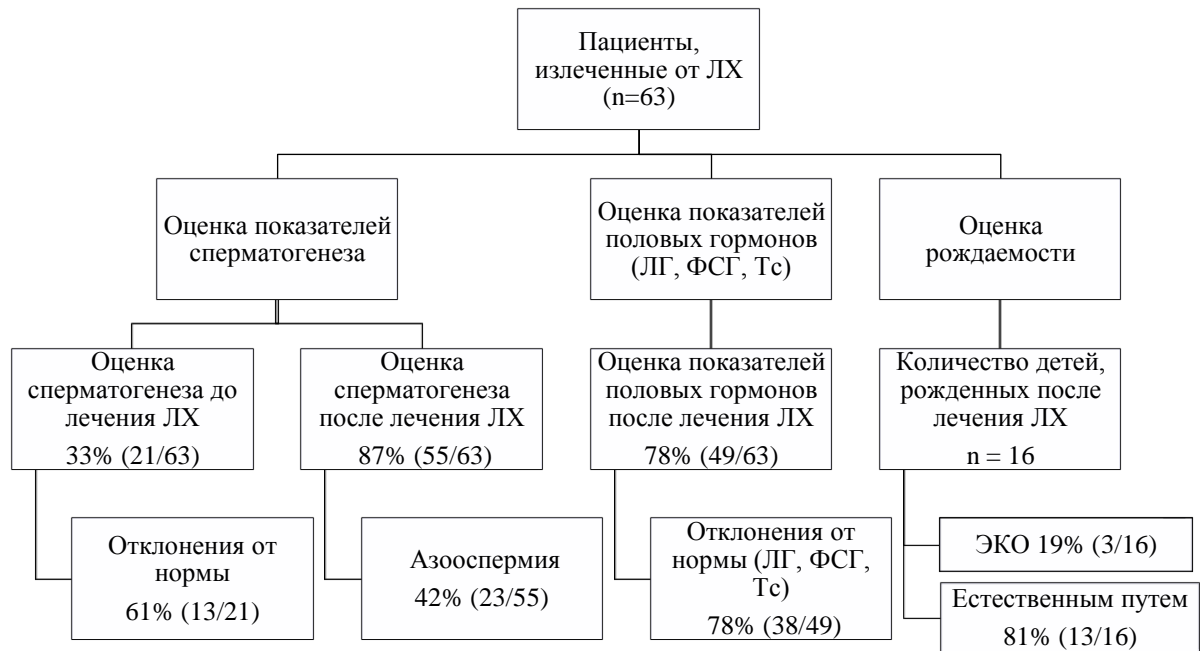 Пациенты,
излеченные от ЛХ
(n=63)
Оценка показателей
сперматогенеза
Оценка показателей
половых гормонов
(ЛГ, ФСГ, Тс)
Оценка
рождаемости
Оценка
сперматогенеза до
лечения ЛХ
33% (21/63)
Оценка
сперматогенеза
после лечения ЛХ
87% (55/63)
Оценка показателей
половых гормонов
после лечения ЛХ
78% (49/63)
Количество детей,
рожденных после
лечения ЛХ
n = 16
Отклонения от
нормы
61% (13/21)
Азооспермия
42% (23/55)
Отклонения от
нормы (ЛГ, ФСГ,
Тс)
78% (38/49)
ЭКО 19% (3/16)
Естественным путем
81% (13/16)